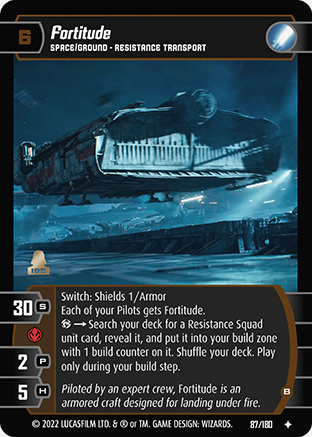 6
Fortitude
SPACE/GROUND - RESISTANCE TRANSPORT
30 S
Switch: Shields 1/Armor
Each of your Pilots gets Fortitude.
→ Search your deck for a Resistance Squad
unit card, reveal it, and put it into your build zone
with 1 build counter on it. Shuffle your deck. Play
only during your build step.
2 P
5 H
Piloted by an expert crew, Fortitude is an
armored craft designed for landing under fire.
B
© 2022 LUCASFILM LTD. & ® or TM. GAME DESIGN: WIZARDS.
87/180